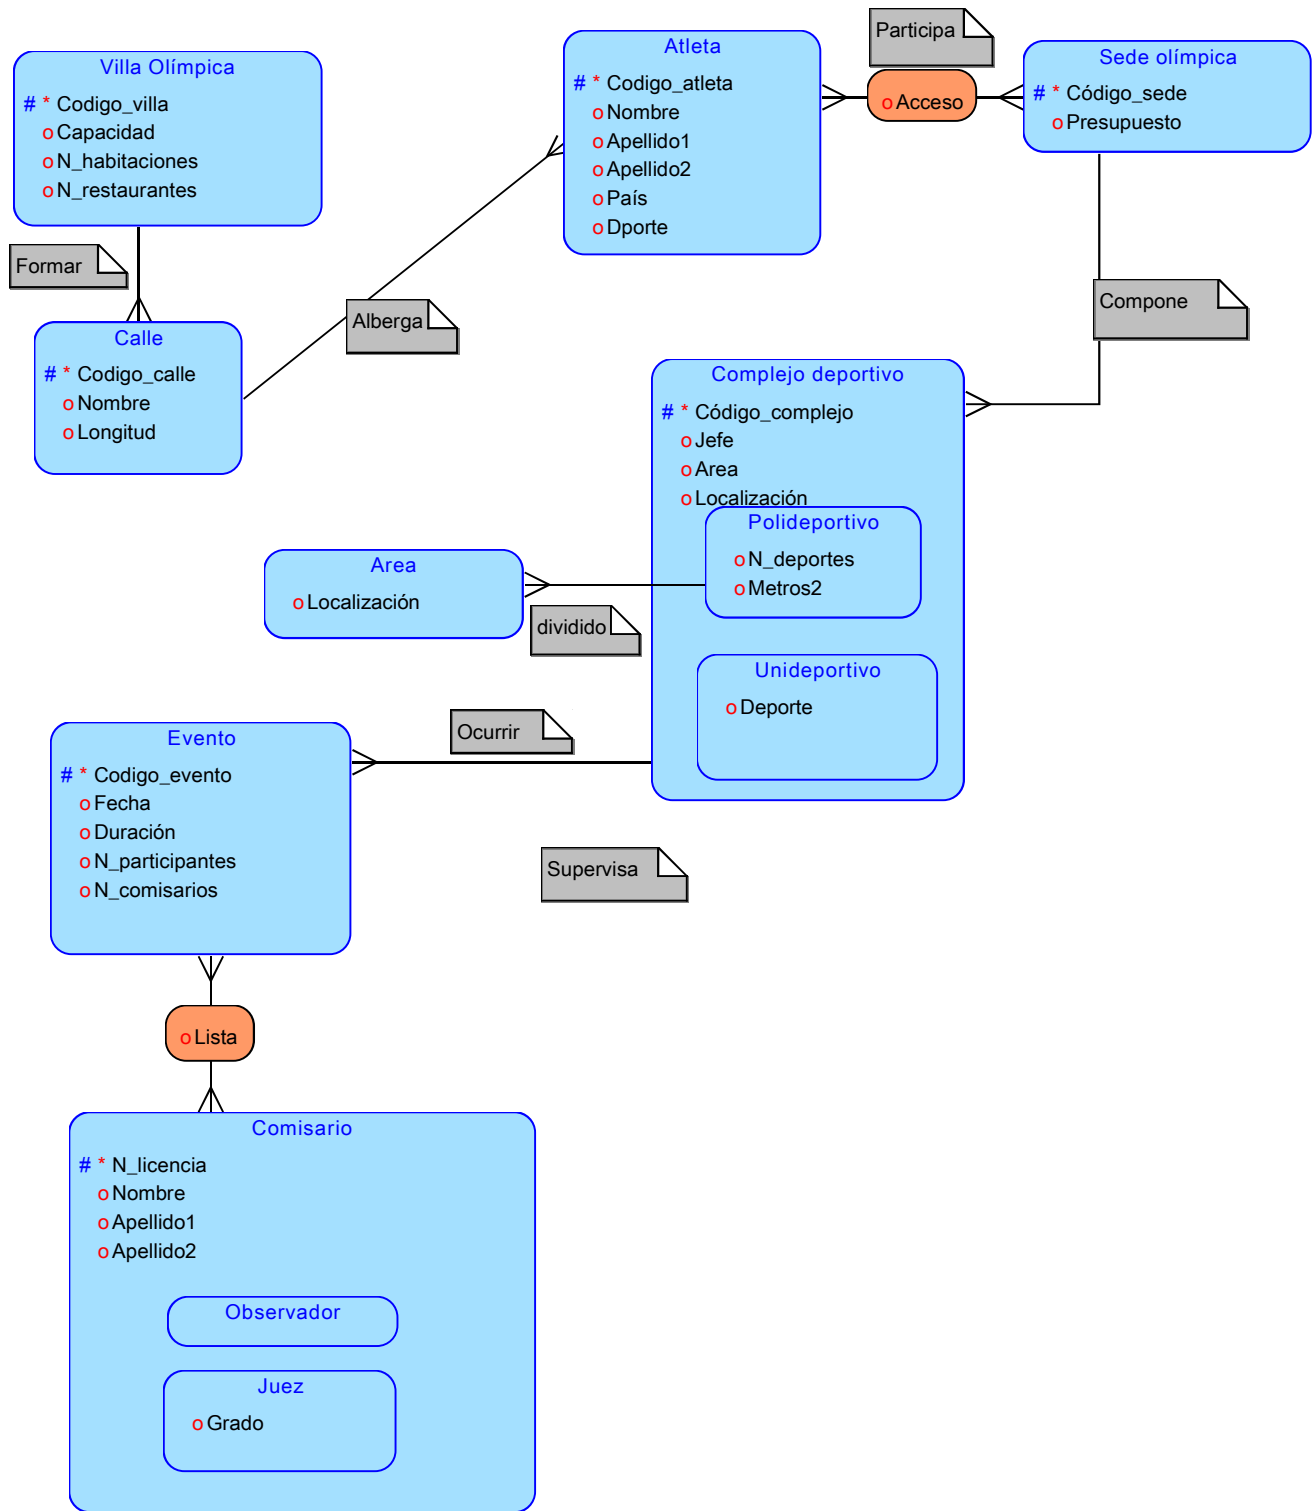 Villa Olímpica
# * Codigo_villa
o Capacidad
o N_habitaciones
o N_restaurantes
Formar
Calle
# * Codigo_calle
o Nombre
o Longitud
Alberga
Atleta
# * Codigo_atleta
o Nombre
o Apellido1
o Apellido2
o País
o Dporte
Participa
o Acceso
Sede olímpica
# * Código_sede
o Presupuesto
Compone
Complejo deportivo
# * Código_complejo
o Jefe
o Area
o Localización
Polideportivo
o N_deportes
o Metros2
Unideportivo
o Deporte
Area
o Localización
dividido
Ocurrir
Evento
# * Codigo_evento
o Fecha
o Duración
o N_participantes
o N_comisarios
Supervisa
o Lista
Comisario
# * N_licencia
o Nombre
o Apellido1
o Apellido2
Observador
Juez
o Grado